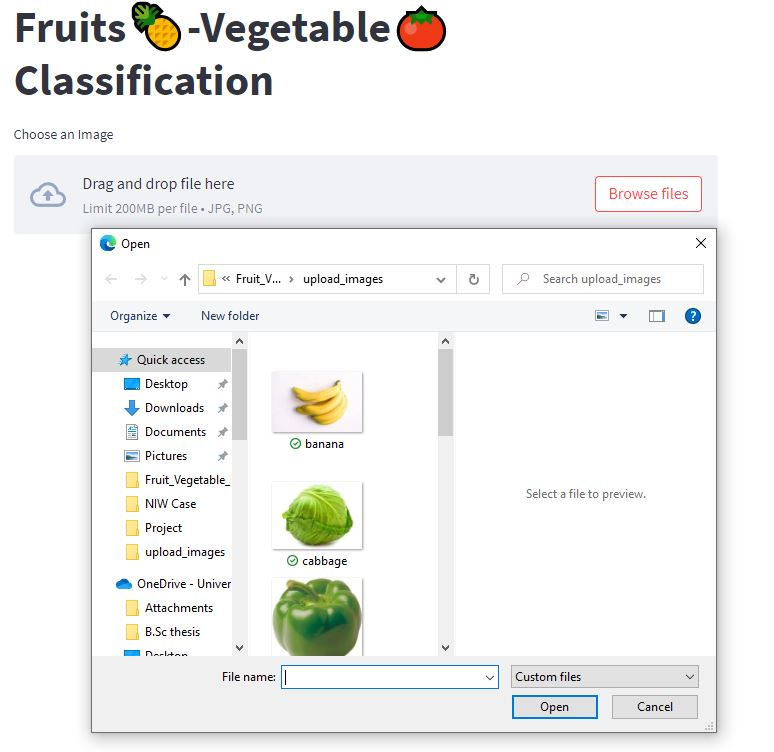 Fruits🍍-Vegetable🍅
Classification
Choose an Image
Drag and drop file here
Limit 200MB per file • JPG, PNG
Browse files
Open
« Fruit_V... › upload_images
Search upload_images
Organize
New folder
Quick access
Desktop
Downloads
Documents
Pictures
Fruit_Vegetable_
NIW Case
Project
upload_images
OneDrive - Univer
Attachments
B.Sc thesis
Desktop
banana
cabbage
Select a file to preview.
File name:
Custom files
Open
Cancel